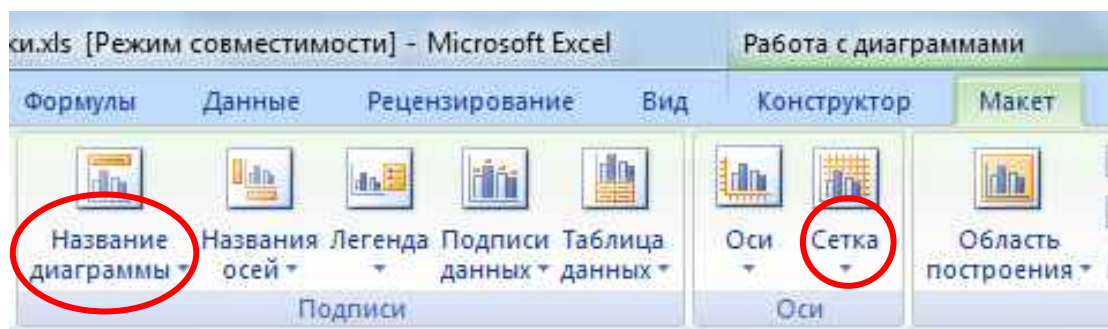 ки.xls [Режим совместимости] - Microsoft Excel Работа с диаграммами
Формулы Данные Рецензирование Вид Конструктор Макет
Название диаграммы
Названия осей
Легенда
Подписи данных
Таблица данных
Оси
Сетка
Область построения
Подписи
Оси